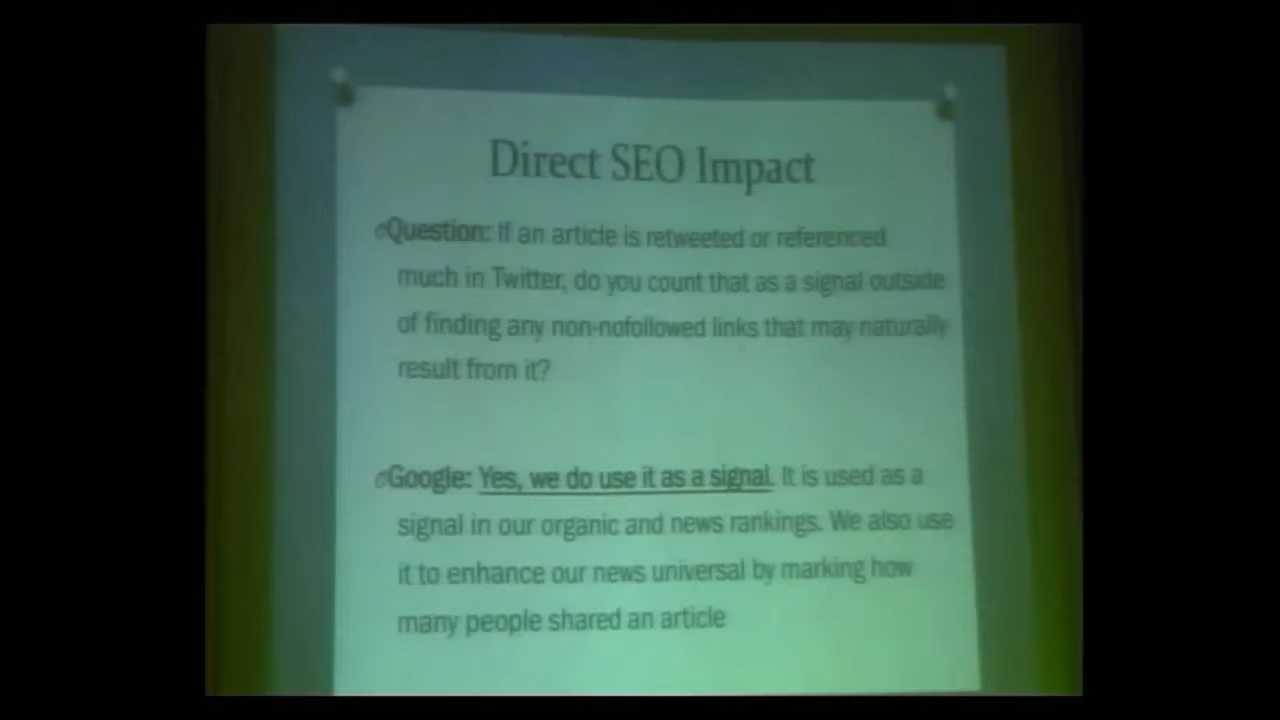 Direct SEO Impact
Question: If an article is retweeted or referenced
much in Twitter, do you count that as a signal outside
of finding any non-nofollowed links that may naturally
result from it?
Google: Yes, we do use it as a signal. It is used as a
signal in our organic and news rankings. We also use
it to enhance our news universal by marking how
many people shared an article